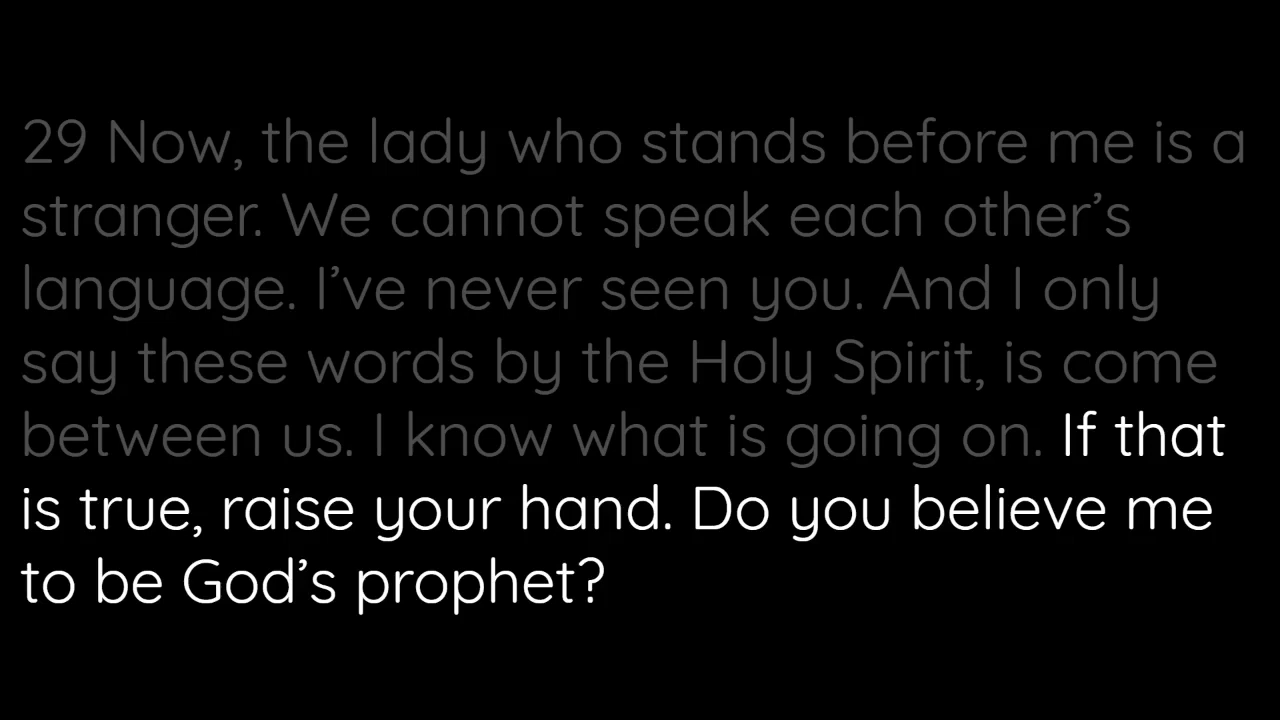 29 Now, the lady who stands before me is a
stranger. We cannot speak each other’s
language. I’ve never seen you. And I only
say these words by the Holy Spirit, is come
between us. I know what is going on. If that
is true, raise your hand. Do you believe me
to be God’s prophet?